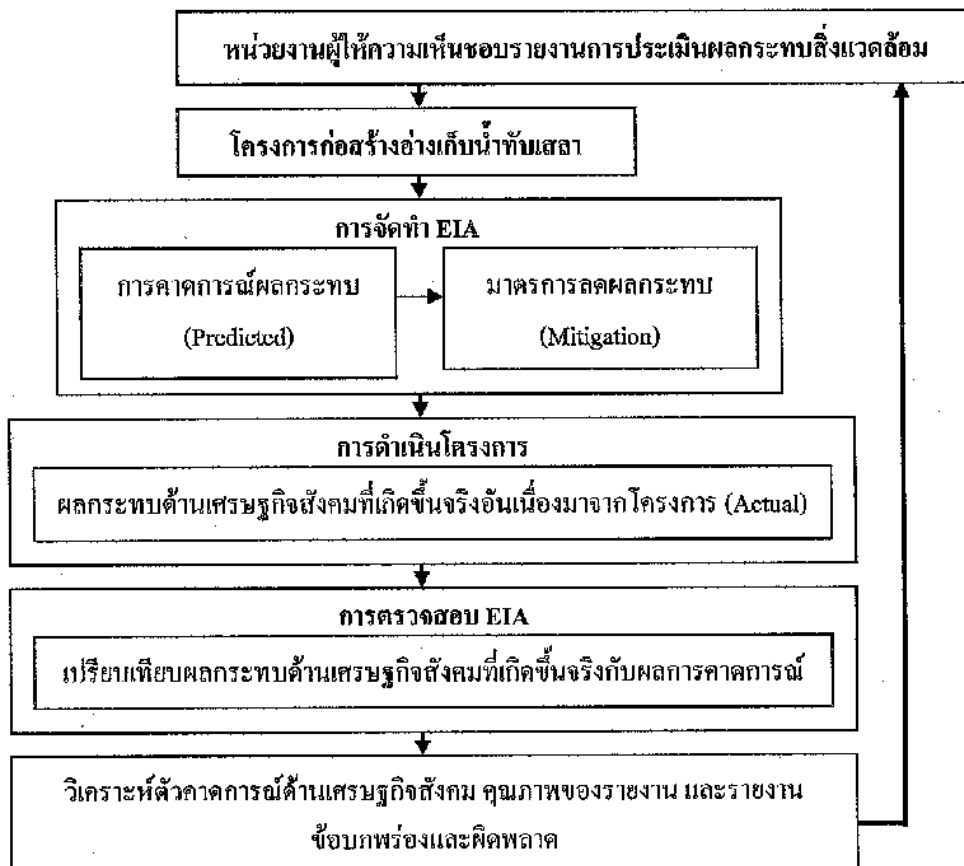 หน่วยงานผู้ให้ความเห็นชอบรายงานการประเมินผลกระทบสิ่งแวดล้อม
โครงการก่อสร้างอ่างเก็บน้ำทับเสลา
การจัดทำ EIA
การคาดการณ์ผลกระทบ
(Predicted)
มาตรการลดผลกระทบ
(Mitigation)
การดำเนินโครงการ
ผลกระทบด้านเศรษฐกิจสังคมที่เกิดขึ้นจริงอันเนื่องมาจากโครงการ (Actual)
การตรวจสอบ EIA
เปรียบเทียบผลกระทบด้านเศรษฐกิจสังคมที่เกิดขึ้นจริงกับผลการคาดการณ์
วิเคราะห์ตัวคาดการณ์ด้านเศรษฐกิจสังคม คุณภาพของรายงาน และรายงาน
ข้อบกพร่องและผิดพลาด